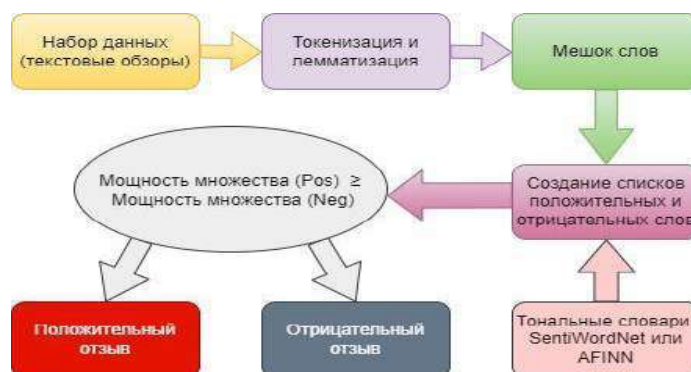 Набор данных
(текстовые обзоры)
Токенизация и
лемматизация
Мешок слов
Мощность множества (Pos) ≥
Мощность множества (Neg)
Создание списков
положительных и
отрицательных слов
Положительный
отзыв
Отрицательный
отзыв
Тональные словари
SentiWordNet или
AFINN